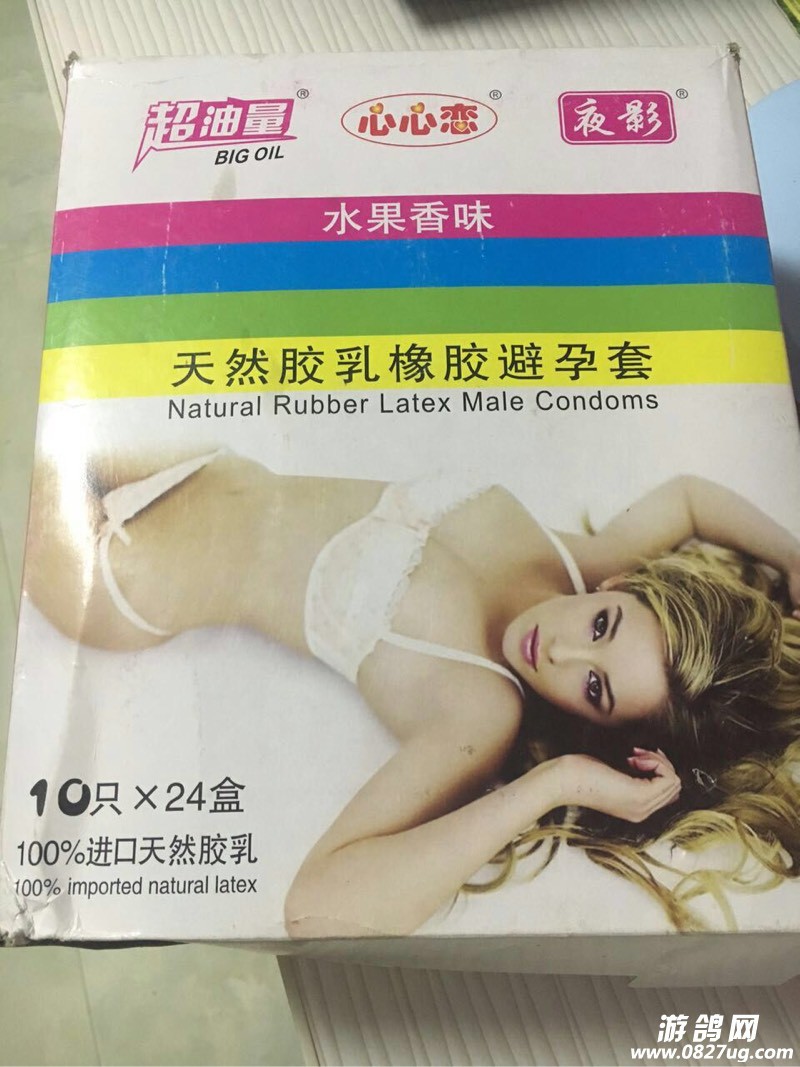 超油量® 心心恋® 夜影®
BIG OIL
水果香味
天然胶乳橡胶避孕套
Natural Rubber Latex Male Condoms
10只×24盒
100%进口天然胶乳
100% imported natural latex
游鸽网
www.0827ug.com